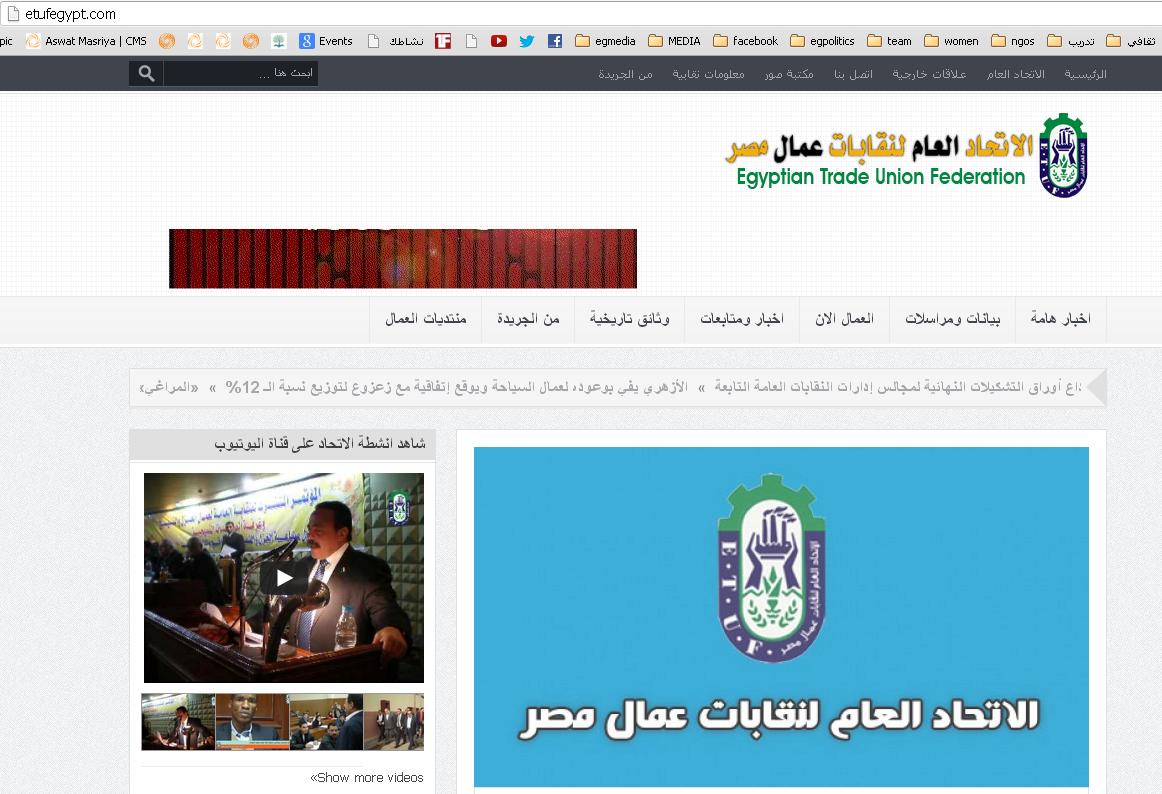 etufegypt.com
pic Aswat Masriya | CMS Events نشاطك egmedia MEDIA facebook egpolitics team women ngos تدريب ثقافي
الرئيسية الاتحاد العام علاقات خارجية اتصل بنا مكتبة صور معلومات نقابية من الجريدة ابحث هنا ...
الاتحاد العام لنقابات عمال مصر
Egyptian Trade Union Federation
الاتحاد العام لنقابات عمال مصر
E.T.U.F
اخبار هامة بيانات ومراسلات العمال الان اخبار ومتابعات وثائق تاريخية من الجريدة منتديات العمال
أوراق التشكيلات النهائية لمجالس إدارات النقابات العامة التابعة » الأزهري يفي بوعوده لعمال السياحة ويوقع إتفاقية مع زعزوع لتوزيع نسبة الـ 12% » «المراغي»
شاهد انشطة الاتحاد على قناة اليوتيوب
Show more videos»
الاتحاد العام لنقابات عمال مصر
E.T.U.F.
الاتحاد العام لنقابات عمال مصر